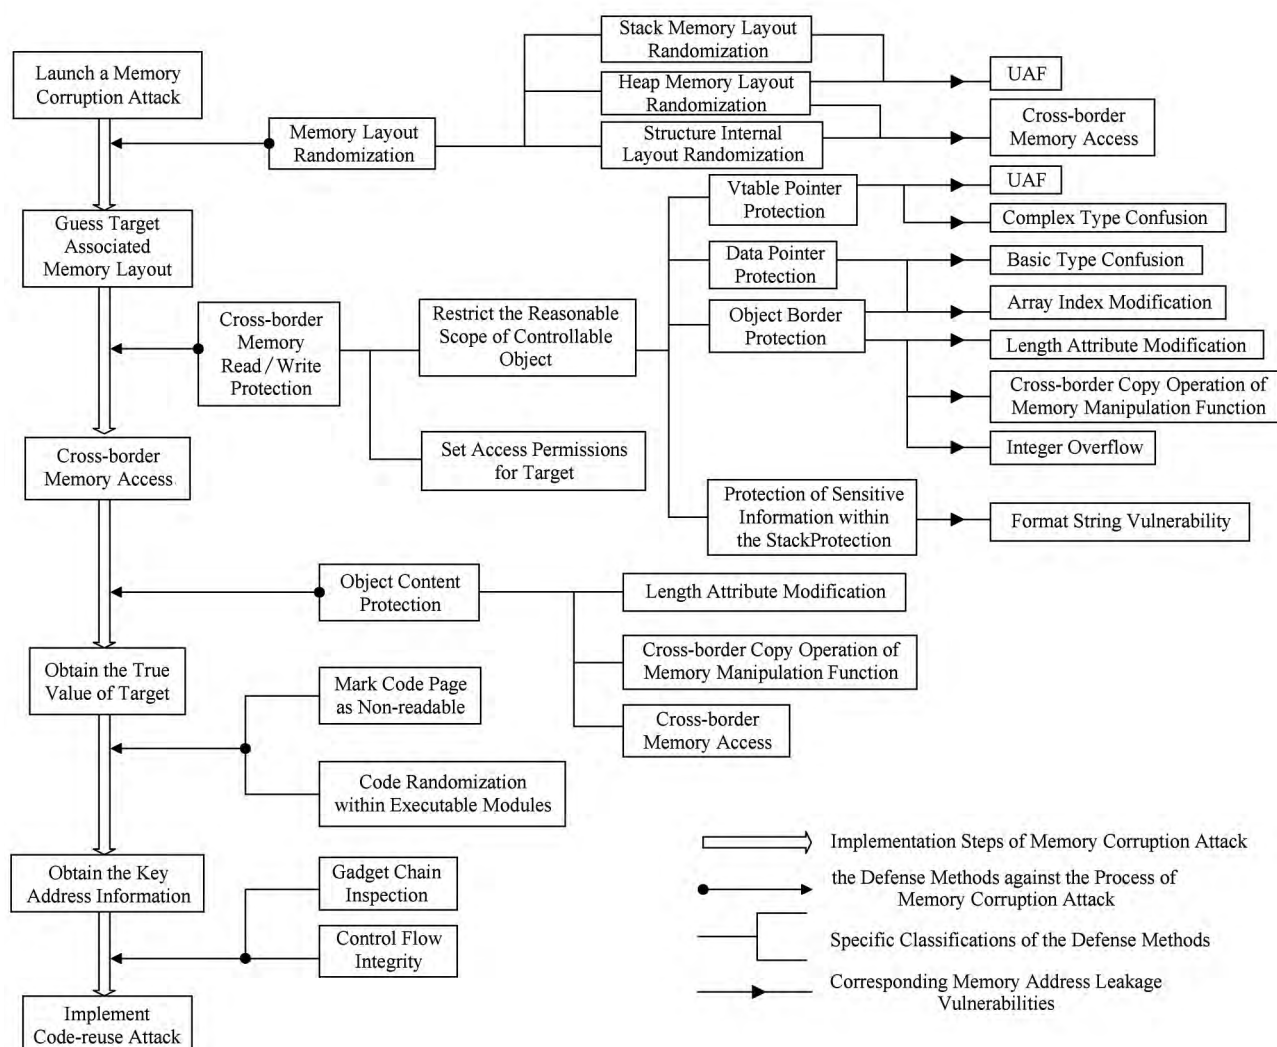 Launch a Memory
Corruption Attack
Memory Layout
Randomization
Stack Memory Layout
Randomization
Heap Memory Layout
Randomization
Structure Internal
Layout Randomization
UAF
Cross-border
Memory Access
Guess Target
Associated
Memory Layout
Cross-border
Memory
Read / Write
Protection
Restrict the Reasonable
Scope of Controllable
Object
Set Access Permissions
for Target
Vtable Pointer
Protection
Data Pointer
Protection
Object Border
Protection
Protection of Sensitive
Information within
the StackProtection
UAF
Complex Type Confusion
Basic Type Confusion
Array Index Modification
Length Attribute Modification
Cross-border Copy Operation of
Memory Manipulation Function
Integer Overflow
Format String Vulnerability
Cross-border
Memory Access
Object Content
Protection
Length Attribute Modification
Cross-border Copy Operation of
Memory Manipulation Function
Cross-border
Memory Access
Obtain the True
Value of Target
Mark Code Page
as Non-readable
Code Randomization
within Executable Modules
Obtain the Key
Address Information
Gadget Chain
Inspection
Control Flow
Integrity
Implement
Code-reuse Attack
Implementation Steps of Memory Corruption Attack
the Defense Methods against the Process of
Memory Corruption Attack
Specific Classifications of the Defense Methods
Corresponding Memory Address Leakage
Vulnerabilities